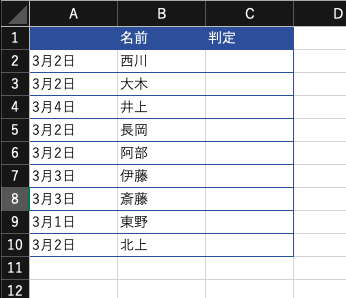 A B C D
1 名前 判定
2 3月2日 西川
3 3月2日 大木
4 3月4日 井上
5 3月2日 長岡
6 3月2日 阿部
7 3月3日 伊藤
8 3月3日 斎藤
9 3月1日 東野
10 3月2日 北上
11
12